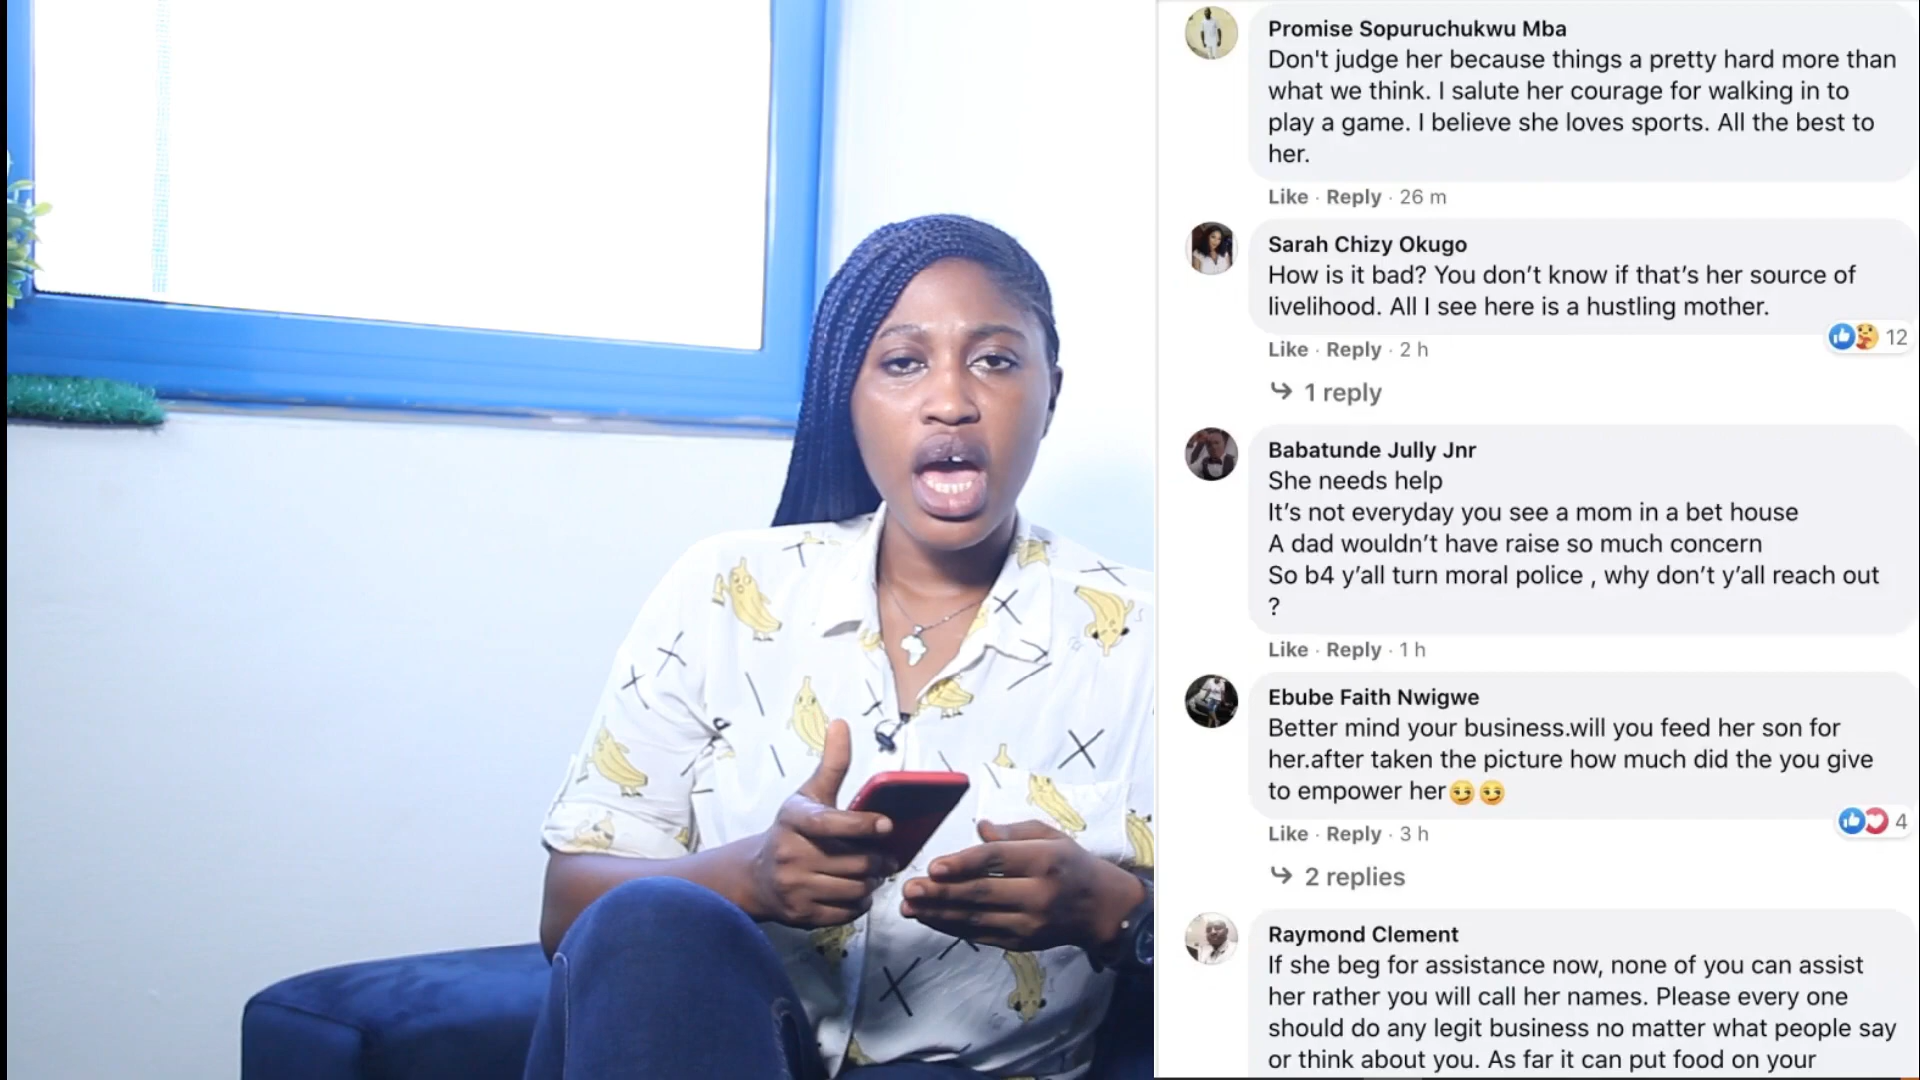 Promise Sopuruchukwu Mba
Don't judge her because things a pretty hard more than
what we think. I salute her courage for walking in to
play a game. I believe she loves sports. All the best to
her.
Like · Reply · 26 m
Sarah Chizy Okugo
How is it bad? You don’t know if that’s her source of
livelihood. All I see here is a hustling mother.
12
Like · Reply · 2 h
1 reply
Babatunde Jully Jnr
She needs help
It’s not everyday you see a mom in a bet house
A dad wouldn’t have raise so much concern
So b4 y’all turn moral police , why don’t y’all reach out
?
Like · Reply · 1 h
Ebube Faith Nwigwe
Better mind your business.will you feed her son for
her.after taken the picture how much did the you give
to empower her😏😏
4
Like · Reply · 3 h
2 replies
Raymond Clement
If she beg for assistance now, none of you can assist
her rather you will call her names. Please every one
should do any legit business no matter what people say
or think about you. As far it can put food on your